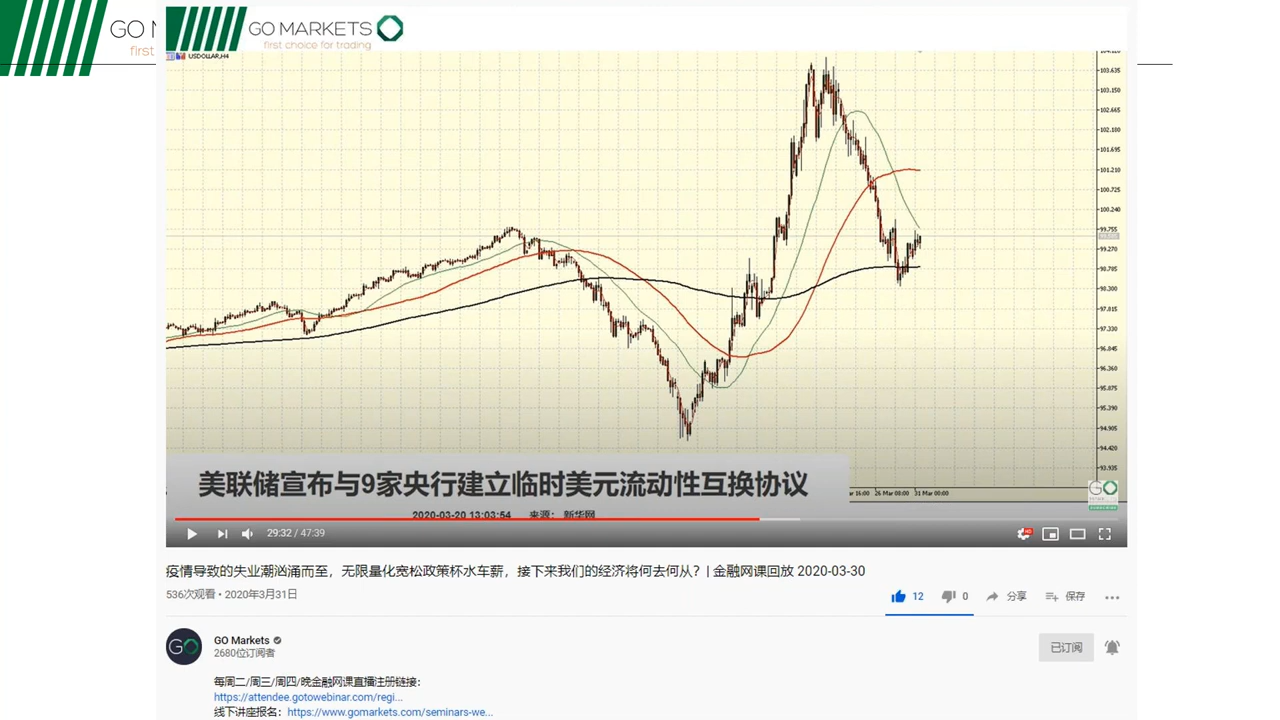 GO M
first
GO MARKETS
first choice for trading
USDOLLAR,H4
104.120
103.635
103.150
102.665
102.180
101.695
101.210
100.725
100.240
99.755
99.270
98.785
98.300
97.815
97.330
96.845
96.360
95.875
95.390
94.905
94.420
93.935
26 Mar 08:00
31 Mar 00:00
美联储宣布与9家央行建立临时美元流动性互换协议
2020-03-20 13:03:54 来源： 新华网
GO
29:32 / 47:39
疫情导致的失业潮汹涌而至，无限量化宽松政策杯水车薪，接下来我们的经济将何去何从？| 金融网课回放 2020-03-30
536次观看 • 2020年3月31日
12
0
分享
保存
GO
GO Markets
2680位订阅者
已订阅
每周二/周三/周四/晚金融网课直播注册链接：
https://attendee.gotowebinar.com/regi...
线下讲座报名：https://www.gomarkets.com/seminars-we...